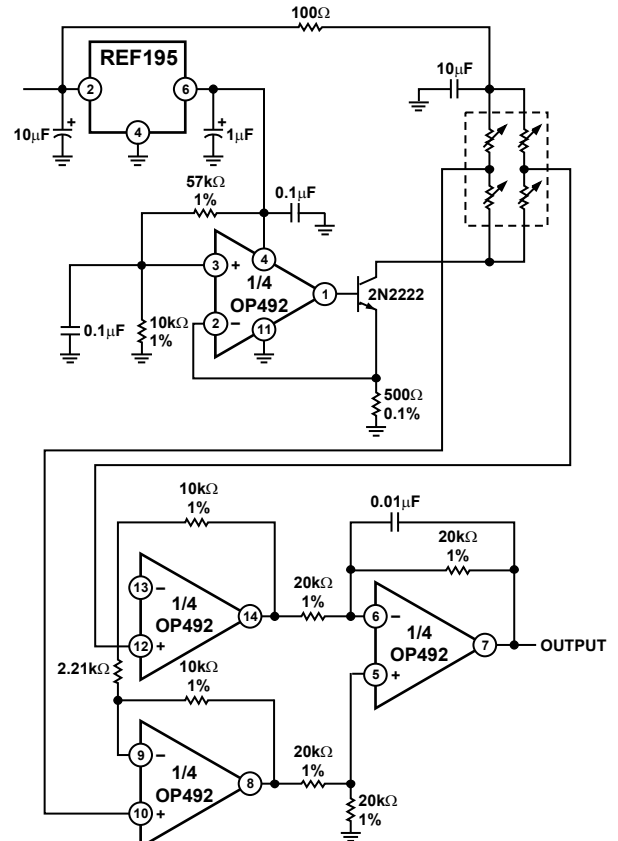 100Ω
REF195
2
6
4
10μF
+
1μF
+
10μF
57kΩ
1%
0.1μF
3
+
4
1/4
OP492
1
2N2222
2
−
11
0.1μF
10kΩ
1%
500Ω
0.1%
10kΩ
1%
0.01μF
20kΩ
1%
13
−
1/4
OP492
14
12
+
20kΩ
1%
6
−
1/4
OP492
7
OUTPUT
5
+
2.21kΩ
10kΩ
1%
9
−
1/4
OP492
8
10
+
20kΩ
1%
20kΩ
1%